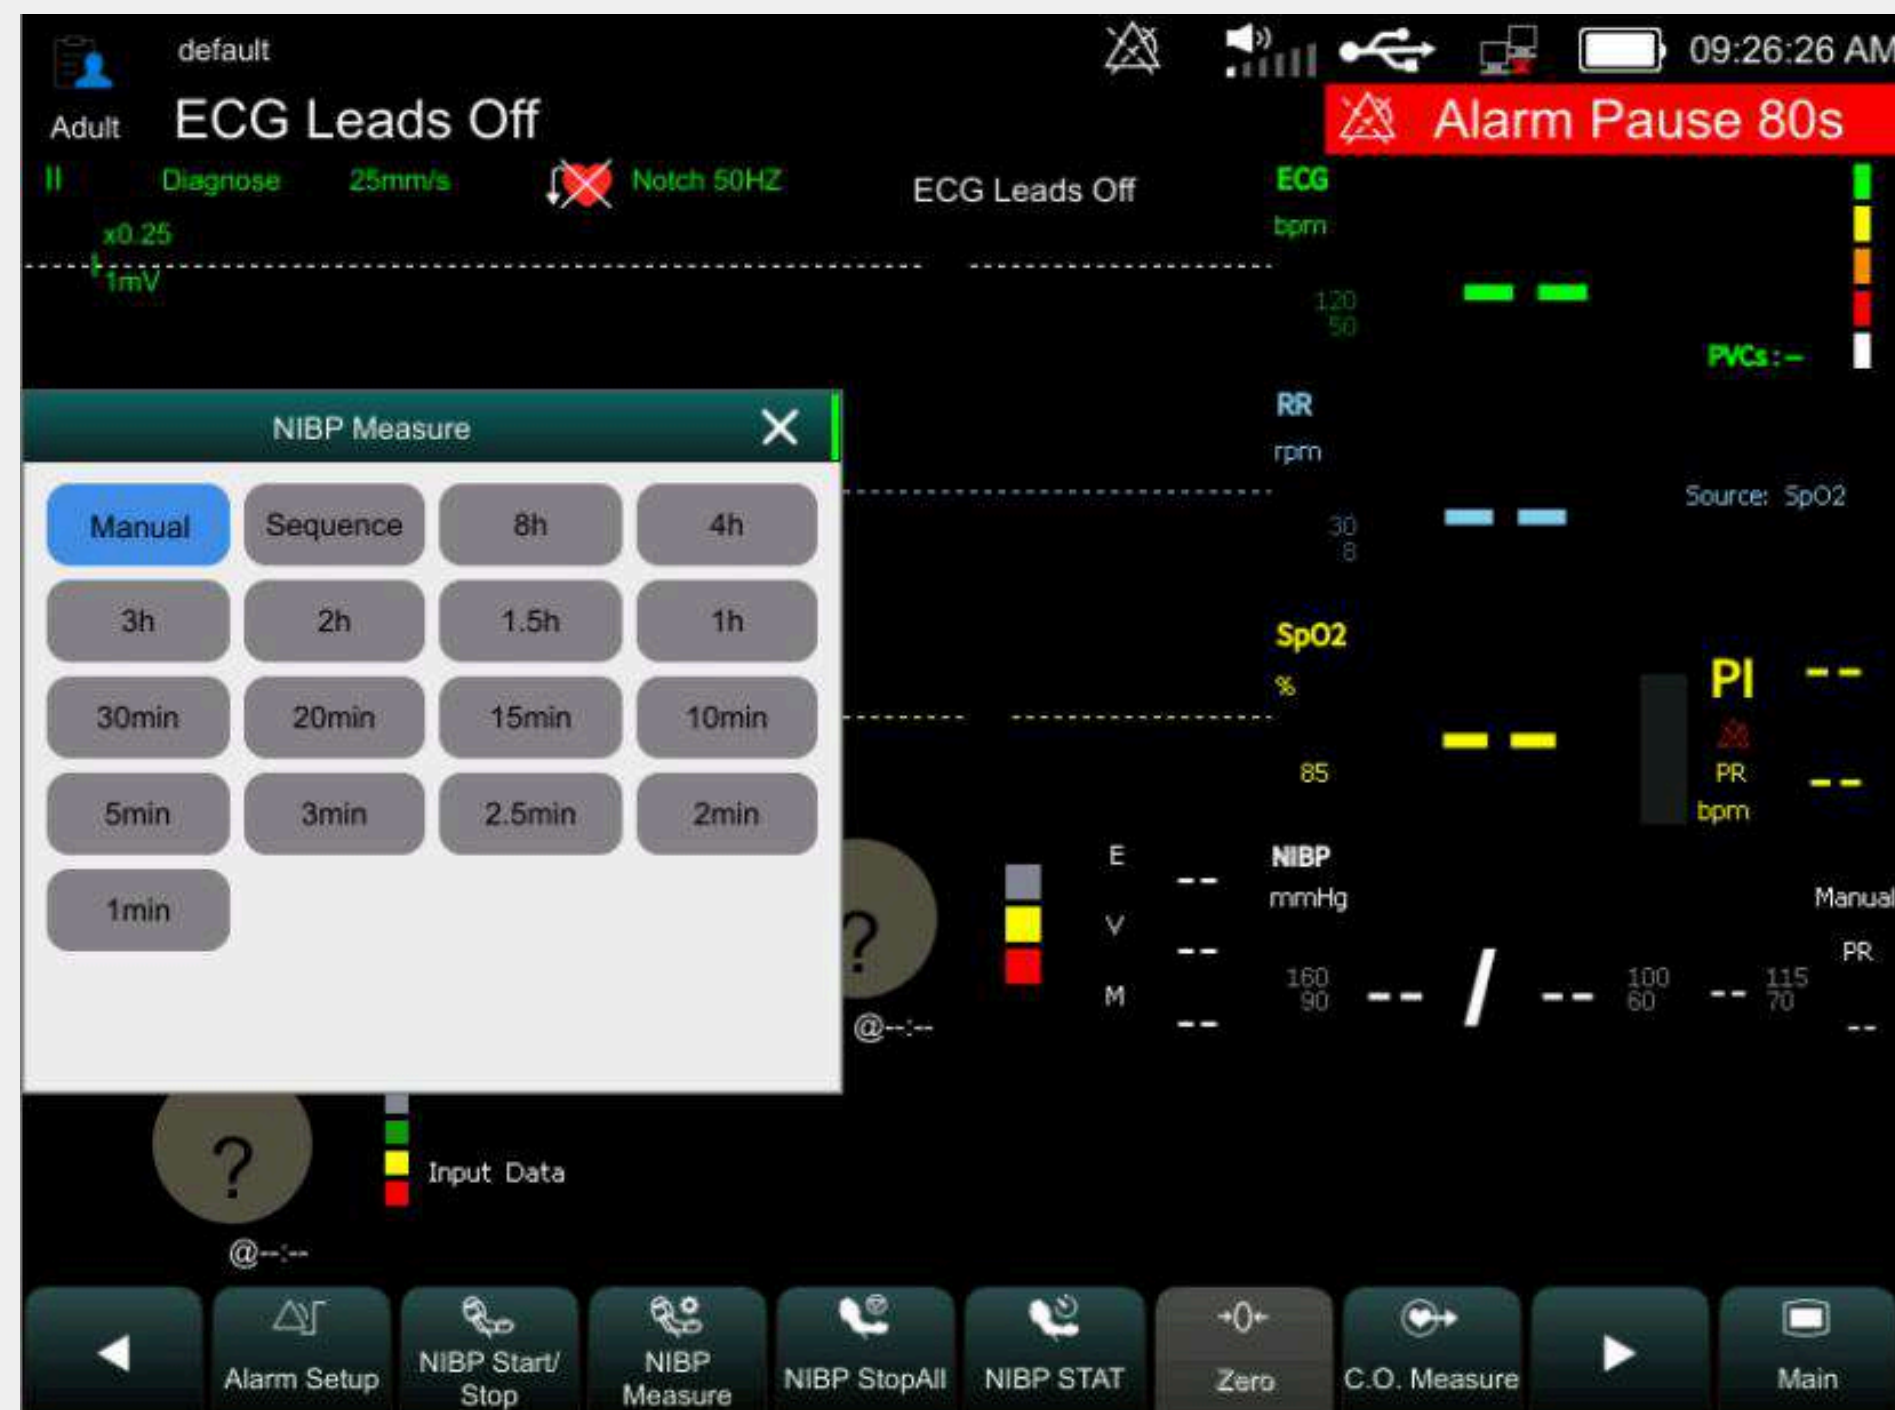 default
09:26:26 AM
Adult
ECG Leads Off
Alarm Pause 80s
II
Diagnose
25mm/s
Notch 50HZ
ECG Leads Off
x0.25
1mV
ECG
bpm
120
50
PVCs:--
NIBP Measure
Manual
Sequence
8h
4h
3h
2h
1.5h
1h
30min
20min
15min
10min
5min
3min
2.5min
2min
1min
RR
rpm
30
8
Source: SpO2
SpO2
%
85
PI --
PR
bpm
--
?
@--:--
E --
V --
M --
NIBP
mmHg
Manual
PR
160
90
-- / --
100
60
--
115
70
--
?
Input Data
@--:--
Alarm Setup
NIBP Start/
Stop
NIBP
Measure
NIBP StopAll
NIBP STAT
→0←
Zero
C.O. Measure
Main